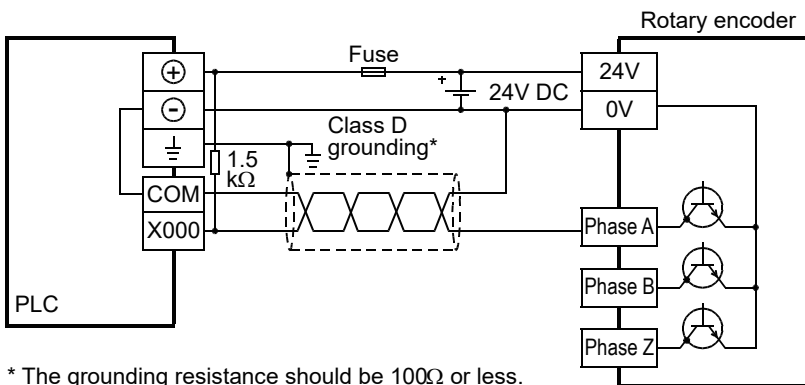 Rotary encoder
Fuse
24V
+
24V DC
0V
Class D
grounding*
1.5
kΩ
COM
X000
Phase A
Phase B
Phase Z
PLC
* The grounding resistance should be 100Ω or less.